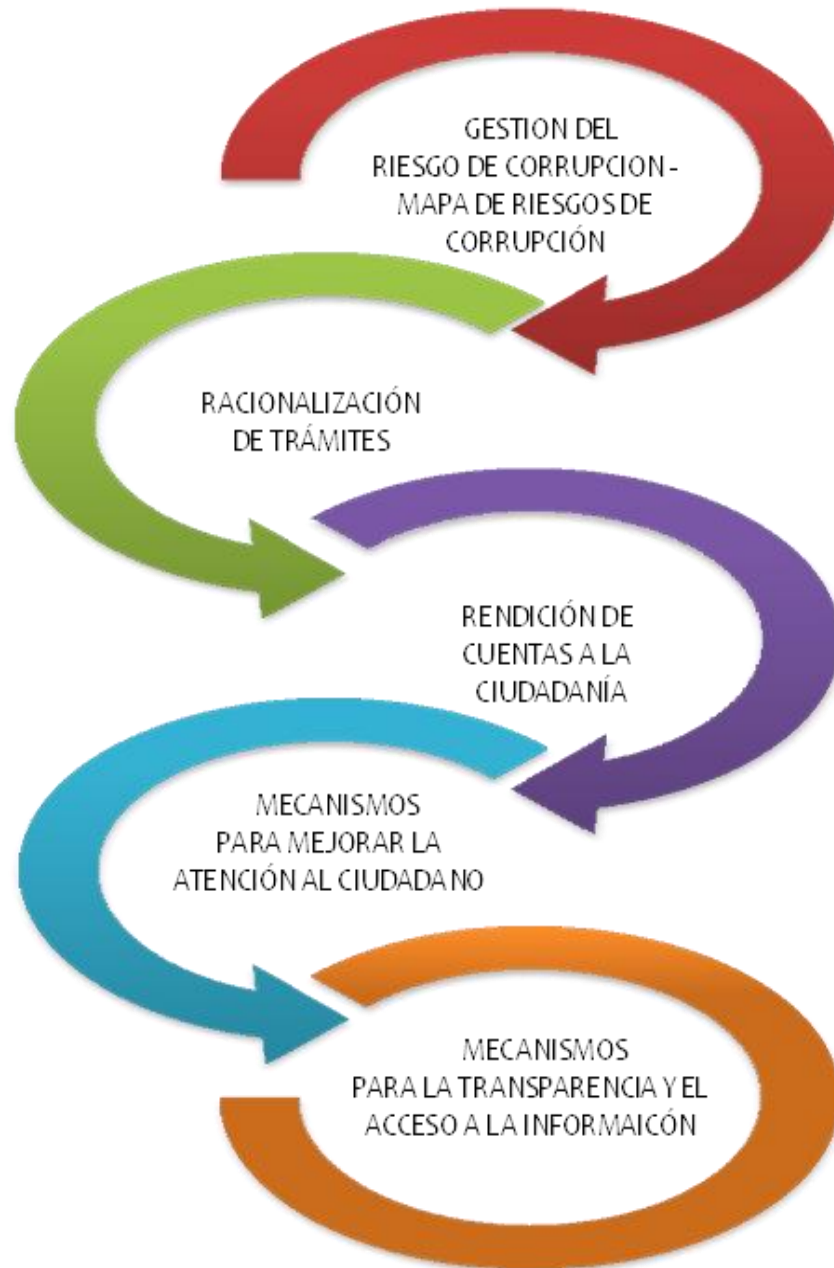 GESTION DEL
RIESGO DE CORRUPCION -
MAPA DE RIESGOS DE
CORRUPCIÓN
RACIONALIZACIÓN
DE TRÁMITES
RENDICIÓN DE
CUENTAS A LA
CIUDADANÍA
MECANISMOS
PARA MEJORAR LA
ATENCIÓN AL CIUDADANO
MECANISMOS
PARA LA TRANSPARENCIA Y EL
ACCESO A LA INFORMAICÓN